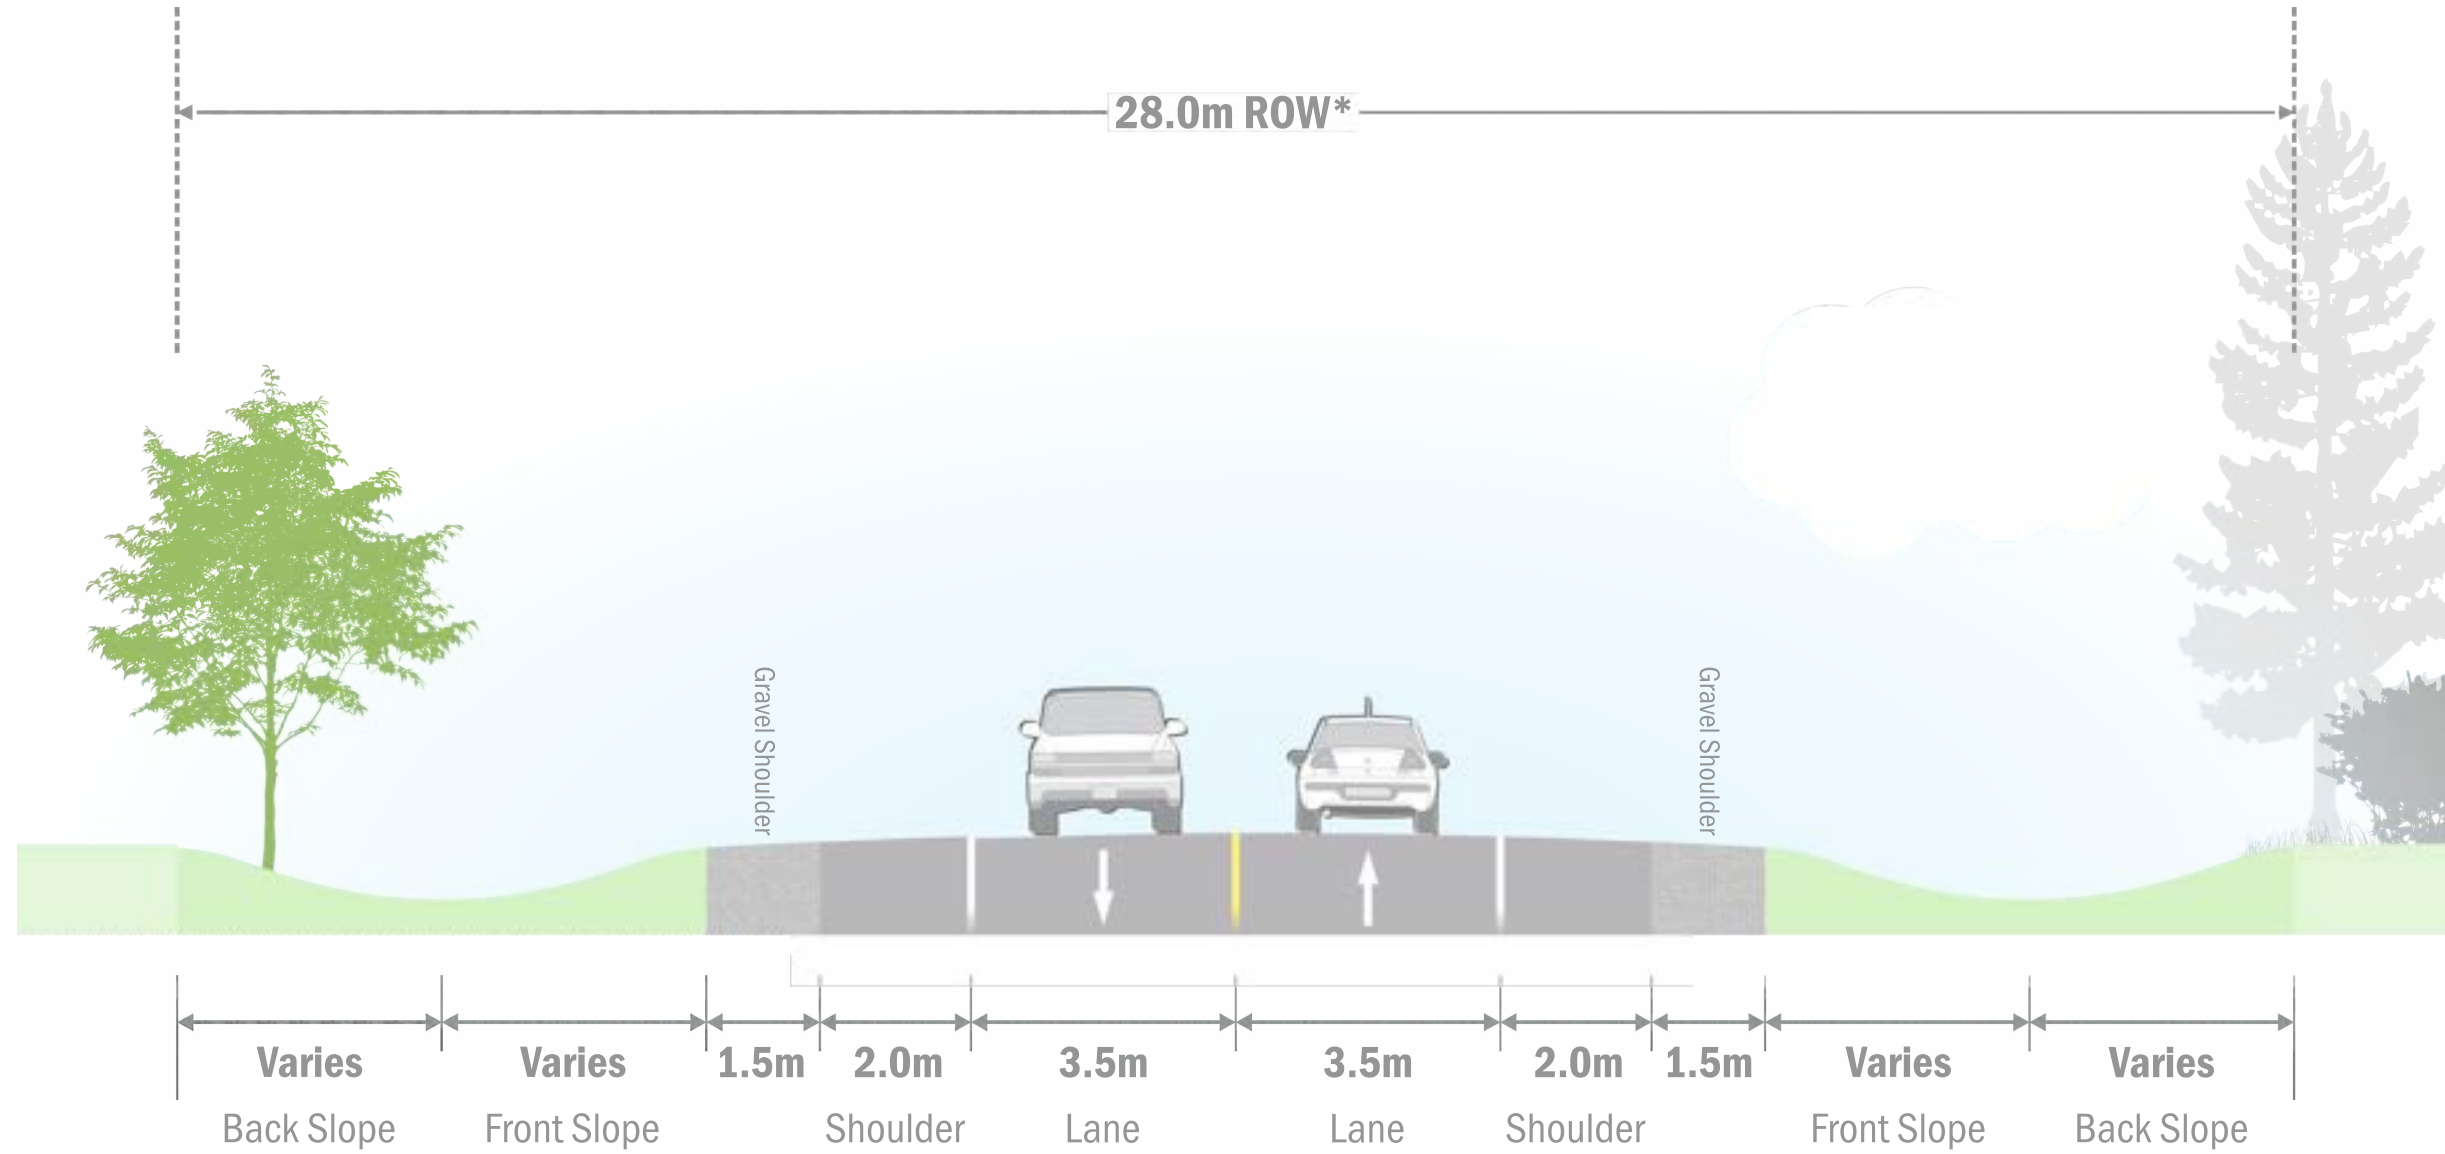 28.0m ROW*
Gravel Shoulder
Gravel Shoulder
Varies Varies 1.5m 2.0m 3.5m 3.5m 2.0m 1.5m Varies Varies
Back Slope Front Slope Shoulder Lane Lane Shoulder Front Slope Back Slope